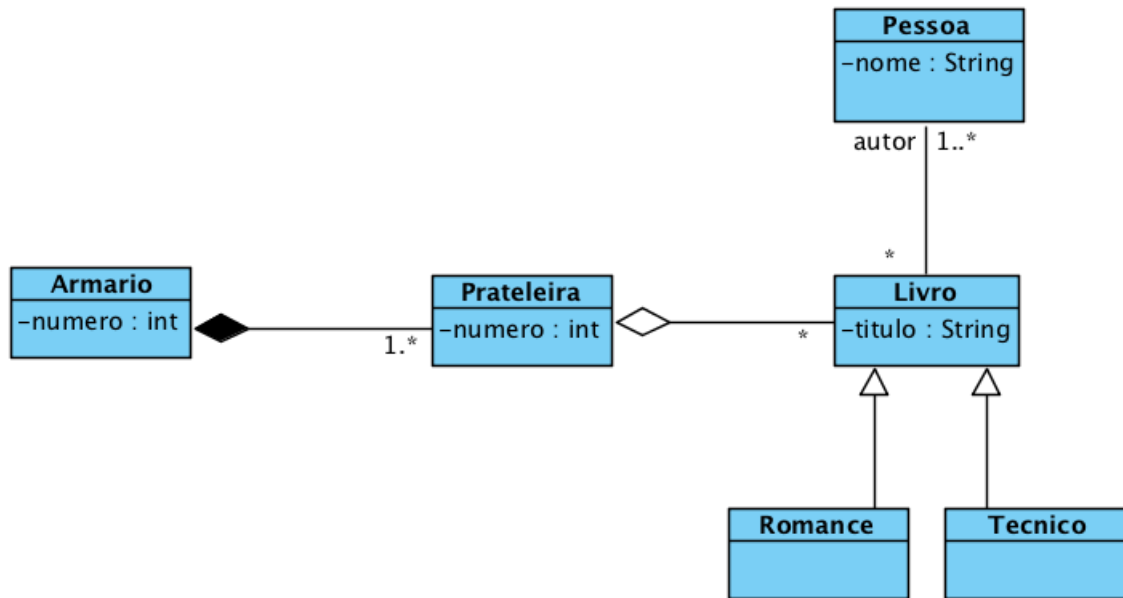 Pessoa
-nome : String
autor 1..*
*
Armario
-numero : int
1.*
Prateleira
-numero : int
*
Livro
-titulo : String
Romance
Tecnico